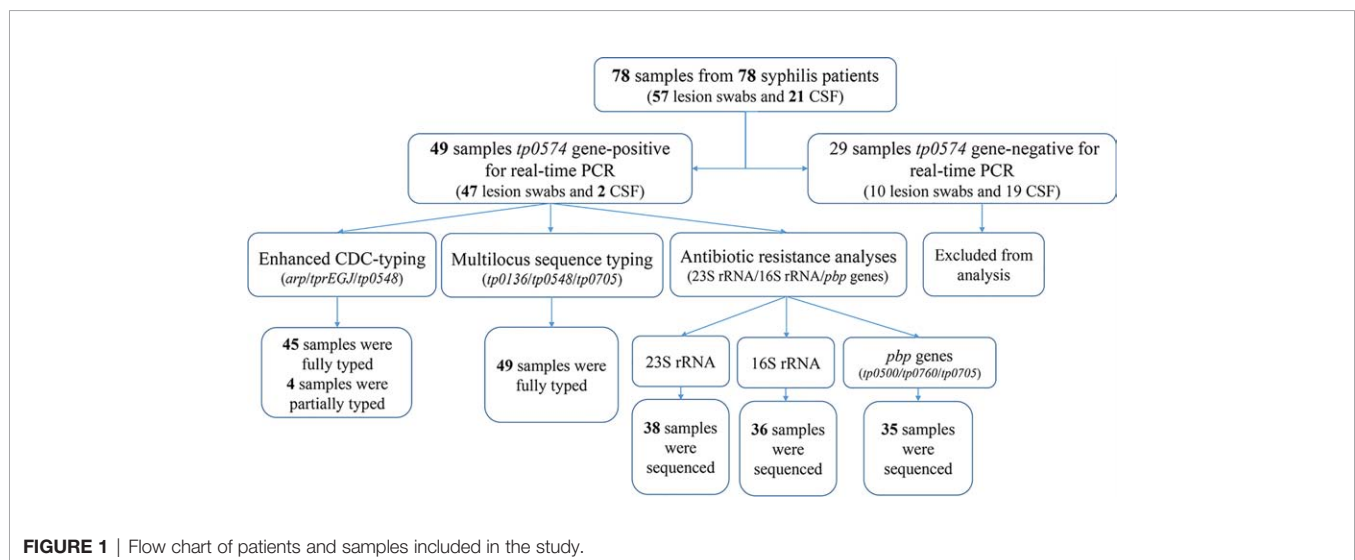 78 samples from 78 syphilis patients
(57 lesion swabs and 21 CSF)
49 samples tp0574 gene-positive
for real-time PCR
(47 lesion swabs and 2 CSF)
29 samples tp0574 gene-negative for
real-time PCR
(10 lesion swabs and 19 CSF)
Enhanced CDC-typing
(arp/tprEGJ/tp0548)
Multilocus sequence typing
(tp0136/tp0548/tp0705)
Antibiotic resistance analyses
(23S rRNA/16S rRNA/pbp genes)
Excluded from
analysis
45 samples were
fully typed
4 samples were
partially typed
49 samples were
fully typed
23S rRNA
16S rRNA
pbp genes
(tp0500/tp0760/tp0705)
38 samples
were
sequenced
36 samples
were
sequenced
35 samples
were
sequenced
FIGURE 1 | Flow chart of patients and samples included in the study.